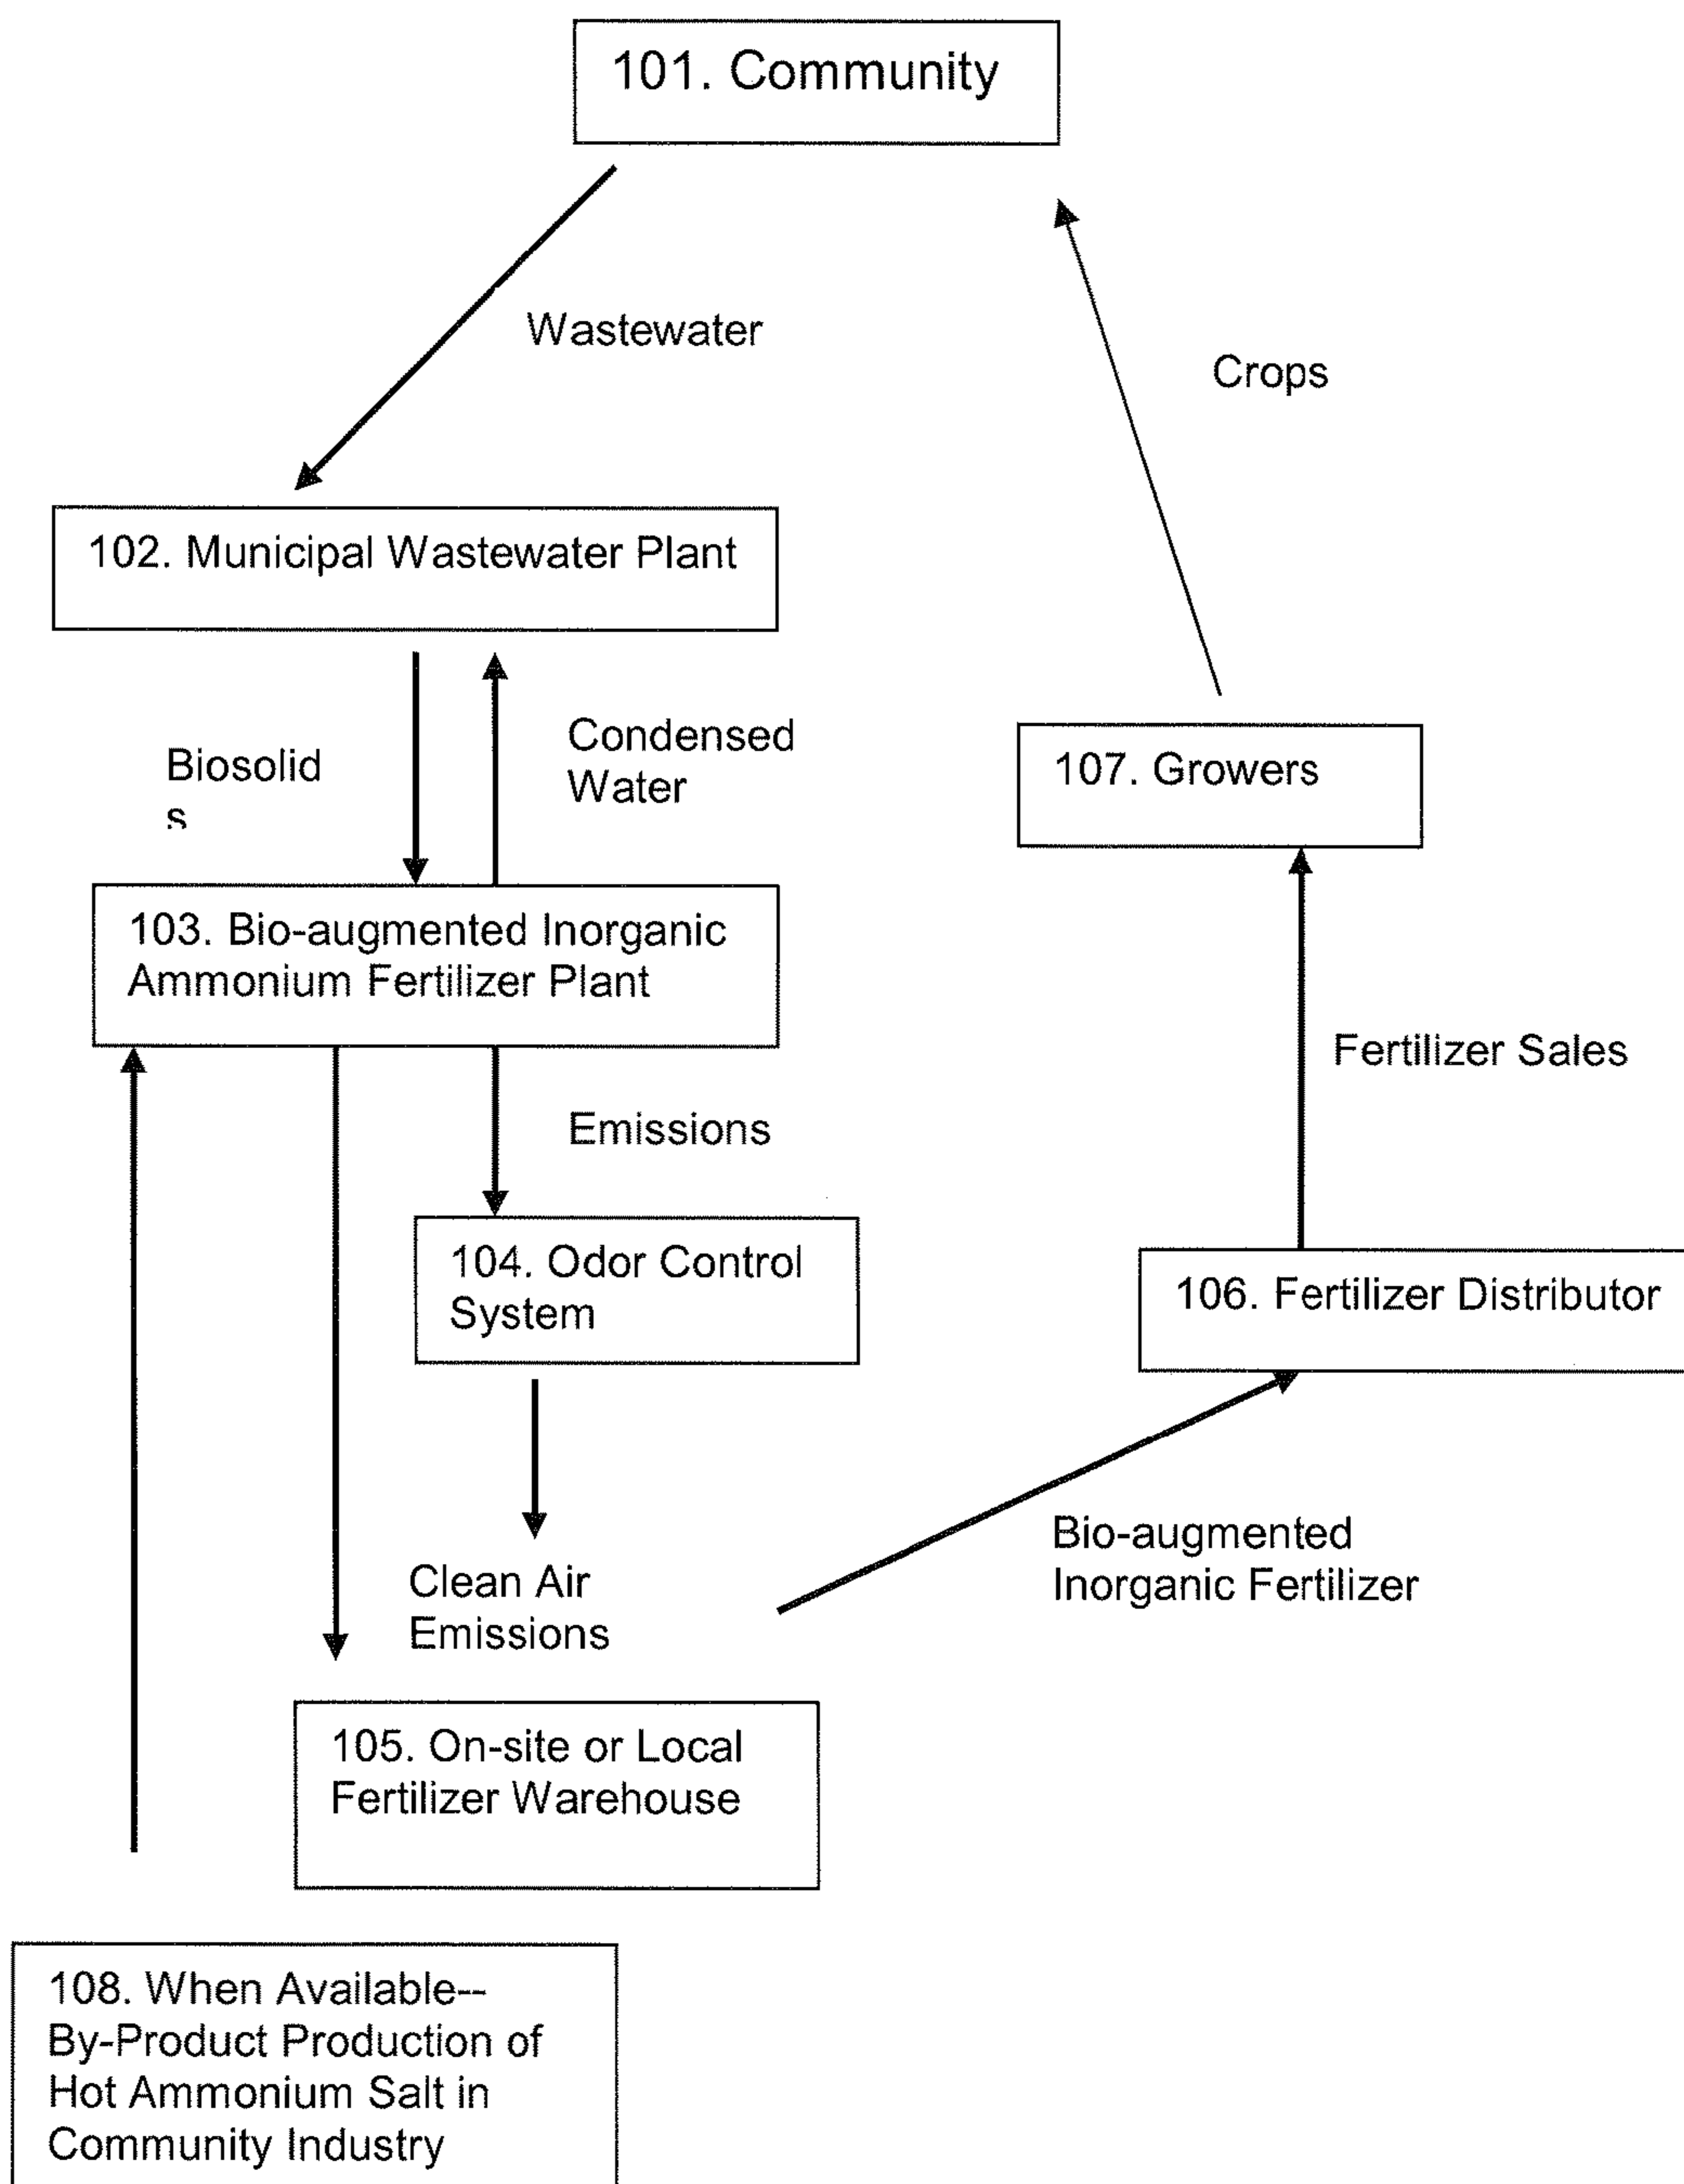 101. Community
Wastewater
Crops
102. Municipal Wastewater Plant
Biosolid
s
Condensed
Water
107. Growers
103. Bio-augmented Inorganic
Ammonium Fertilizer Plant
Fertilizer Sales
Emissions
104. Odor Control
System
106. Fertilizer Distributor
Bio-augmented
Inorganic Fertilizer
Clean Air
Emissions
105. On-site or Local
Fertilizer Warehouse
108. When Available--
By-Product Production of
Hot Ammonium Salt in
Community Industry